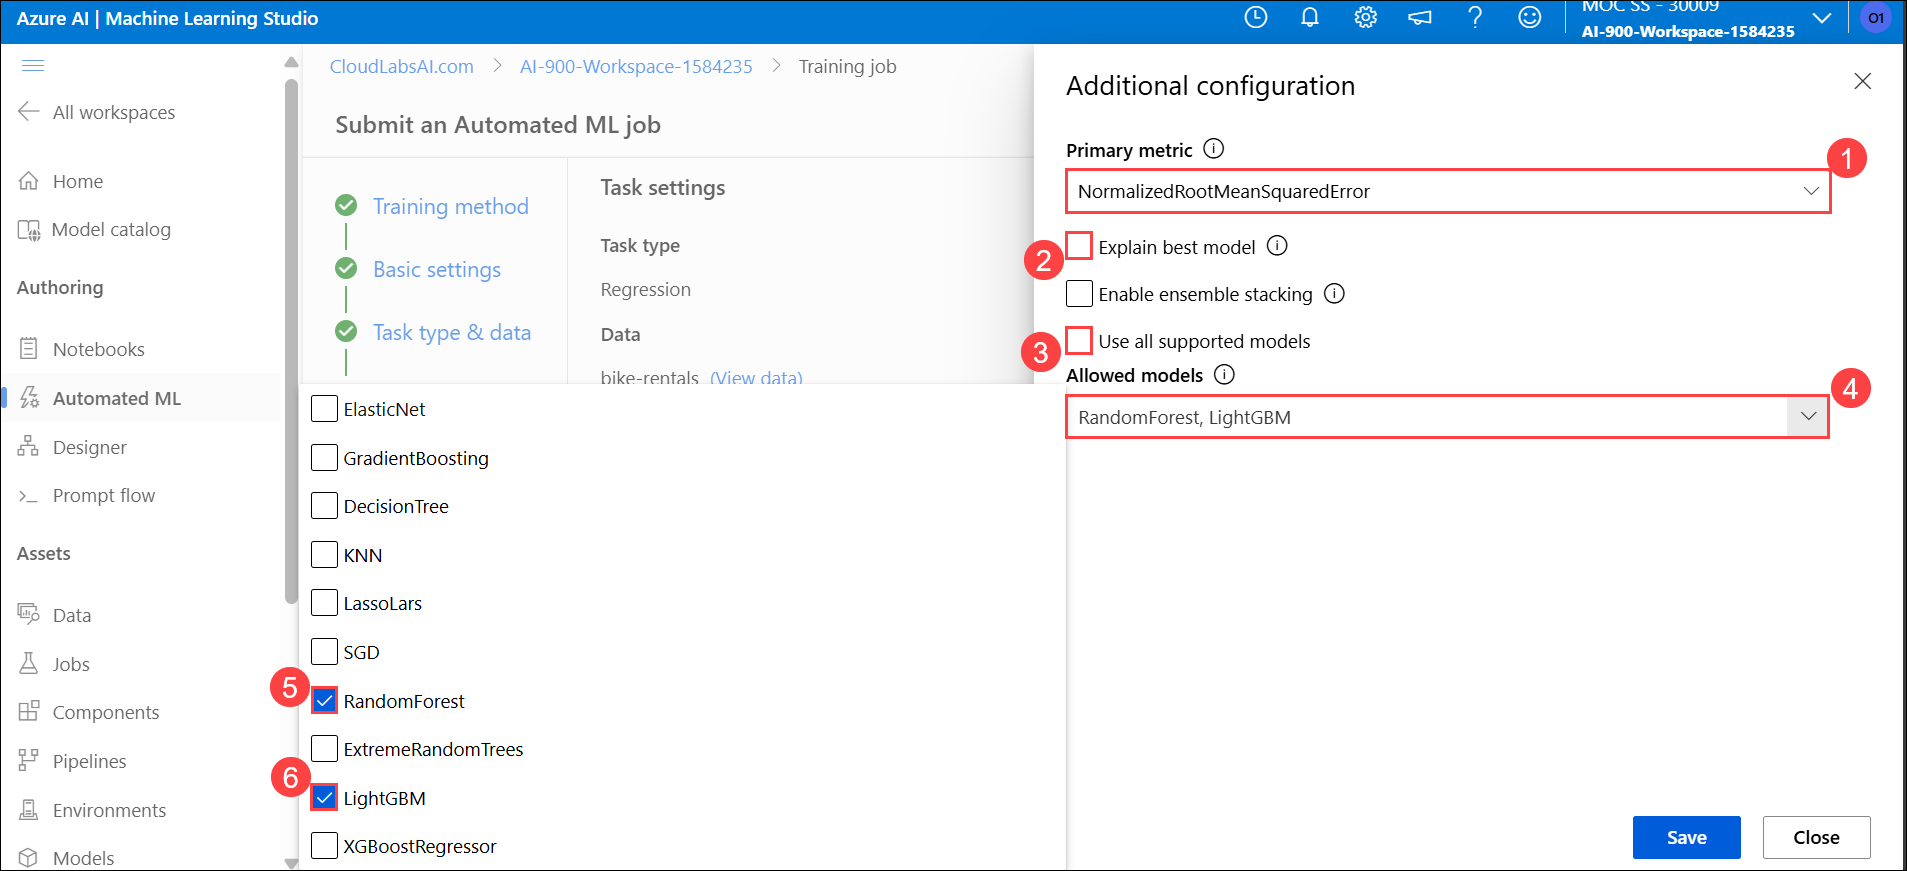 Azure AI | Machine Learning Studio
MOC SS - 30009
AI-900-Workspace-1584235
O1
All workspaces
Home
Model catalog
Authoring
Notebooks
Automated ML
Designer
Prompt flow
Assets
Data
Jobs
Components
Pipelines
Environments
Models
CloudLabsAI.com > AI-900-Workspace-1584235 > Training job
Submit an Automated ML job
Training method
Basic settings
Task type & data
Task settings
Task type
Regression
Data
bike-rentals (View data)
ElasticNet
GradientBoosting
DecisionTree
KNN
LassoLars
SGD
5
RandomForest
ExtremeRandomTrees
6
LightGBM
XGBoostRegressor
Additional configuration
Primary metric
1
NormalizedRootMeanSquaredError
2
Explain best model
Enable ensemble stacking
3
Use all supported models
Allowed models
4
RandomForest, LightGBM
Save
Close